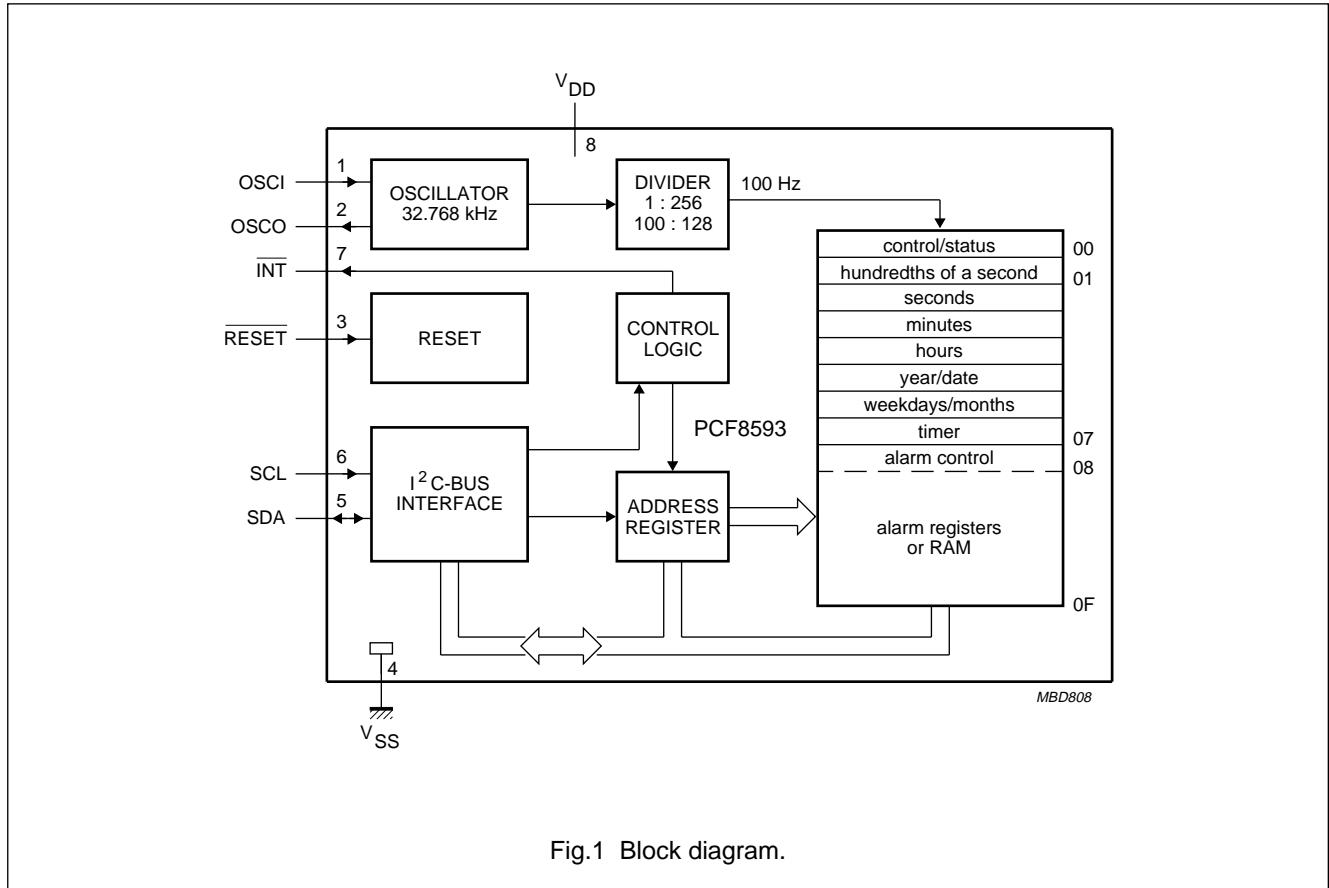 VDD
8
OSCI
1
OSCILLATOR
32.768 kHz
DIVIDER
1 : 256
100 : 128
100 Hz
OSCO
2
INT
7
RESET
3
RESET
CONTROL
LOGIC
PCF8593
SCL
6
SDA
5
I2C-BUS
INTERFACE
ADDRESS
REGISTER
control/status
00
hundredths of a second
01
seconds
minutes
hours
year/date
weekdays/months
timer
07
alarm control
08
alarm registers
or RAM
0F
4
VSS
MBD808
Fig.1 Block diagram.